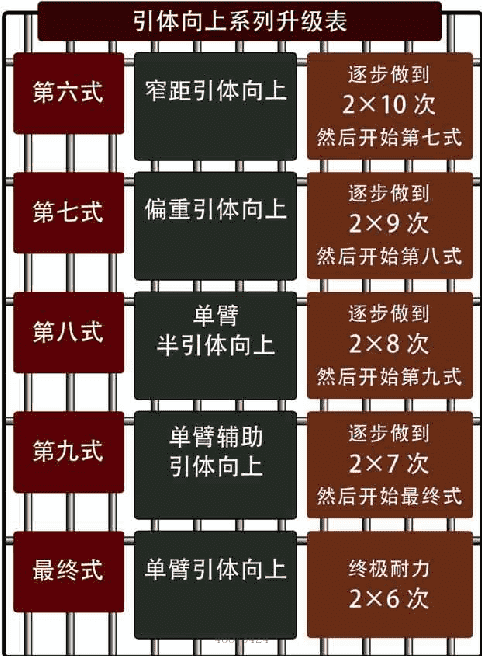 引体向上系列升级表
第六式
窄距引体向上
逐步做到
2×10 次
然后开始第七式
第七式
偏重引体向上
逐步做到
2×9 次
然后开始第八式
第八式
单臂
半引体向上
逐步做到
2×8 次
然后开始第九式
第九式
单臂辅助
引体向上
逐步做到
2×7 次
然后开始最终式
最终式
单臂引体向上
终极耐力
2×6 次